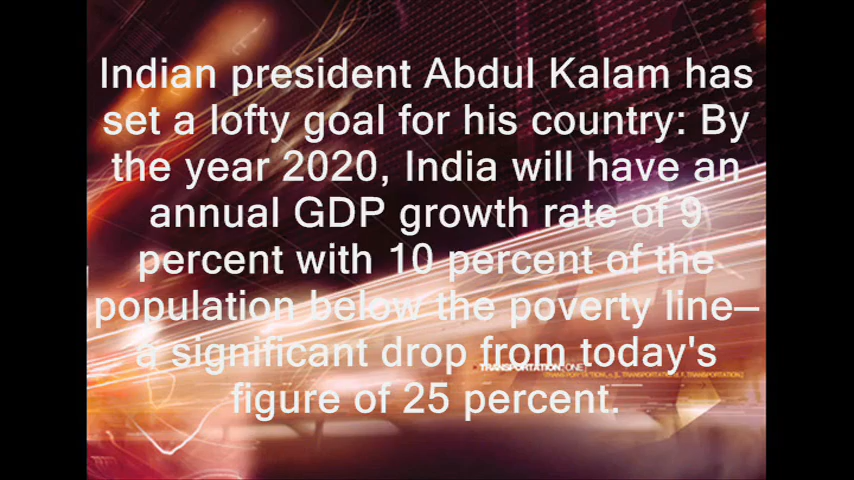 Indian president Abdul Kalam has
set a lofty goal for his country: By
the year 2020, India will have an
annual GDP growth rate of 9
percent with 10 percent of the
population below the poverty line—
a significant drop from today's
TRANSPORTATION [ONE]
figure of 25 percent.